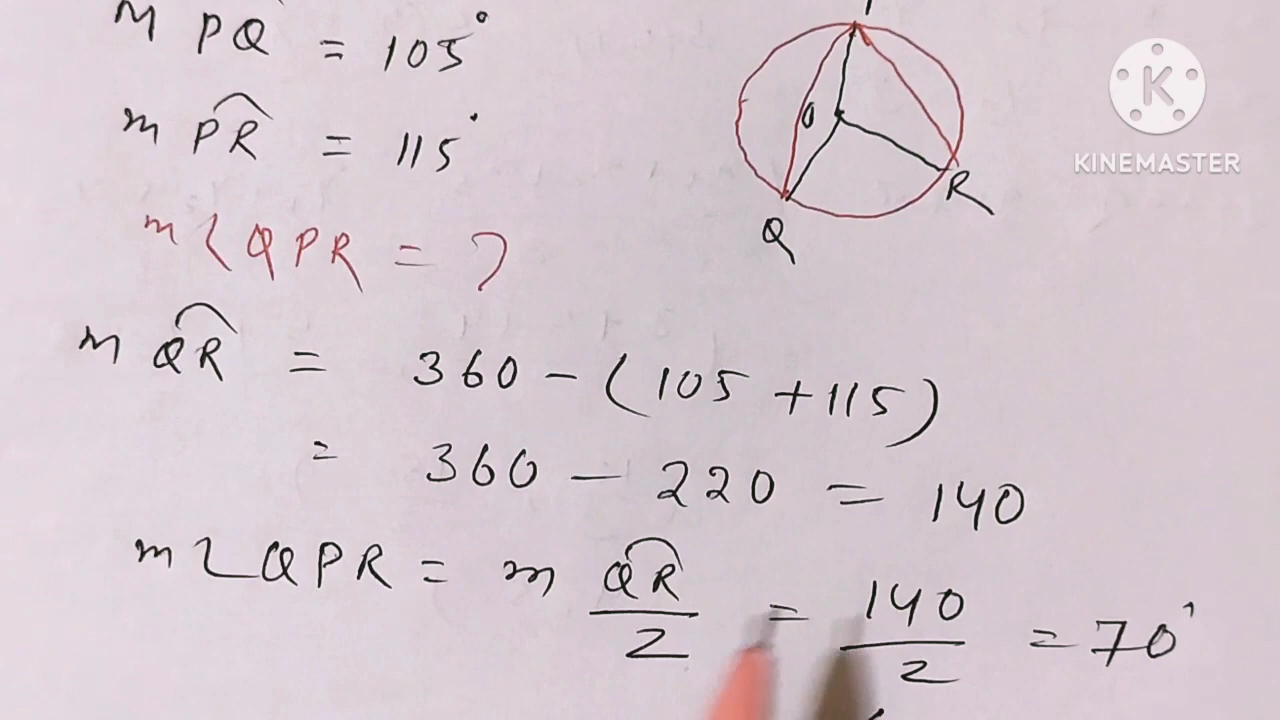 m PQ = 105°
m PR = 115°
m ∠QPR = ?
O
R
Q
K
KINEMASTER
m QR = 360 - (105 + 115)
= 360 - 220 = 140
m ∠QPR = m QR/2 = 140/2 = 70°